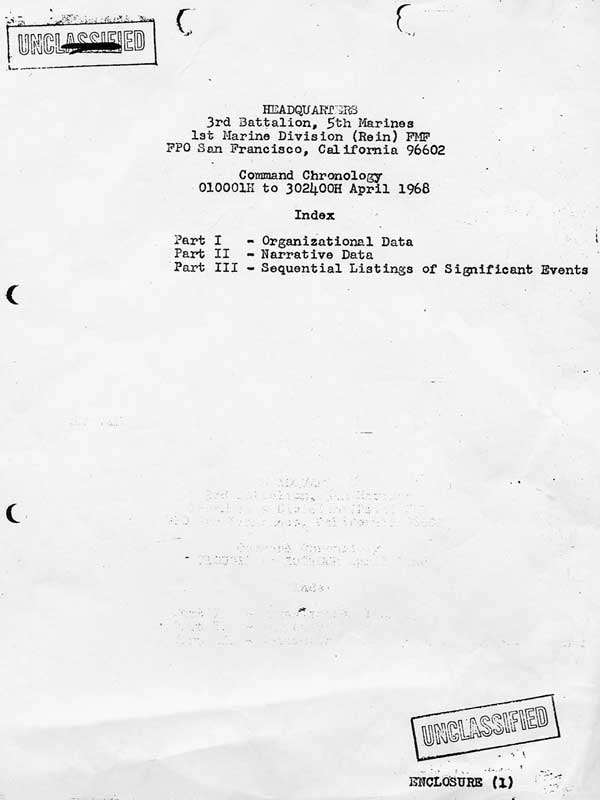 UNCLASSIFIED
HEADQUARTERS
3rd Battalion, 5th Marines
1st Marine Division (Rein) FMF
FPO San Francisco, California 96602
Command Chronology
010001H to 302400H April 1968
Index
Part I - Organizational Data
Part II - Narrative Data
Part III - Sequential Listings of Significant Events
UNCLASSIFIED
ENCLOSURE (1)